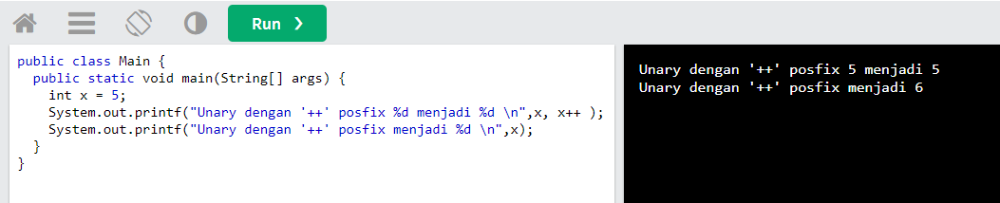 Run ❯
public class Main {
  public static void main(String[] args) {
    int x = 5;
    System.out.printf("Unary dengan '++' posfix %d menjadi %d \n",x, x++ );
    System.out.printf("Unary dengan '++' posfix menjadi %d \n",x);
  }
}
Unary dengan '++' posfix 5 menjadi 5
Unary dengan '++' posfix menjadi 6